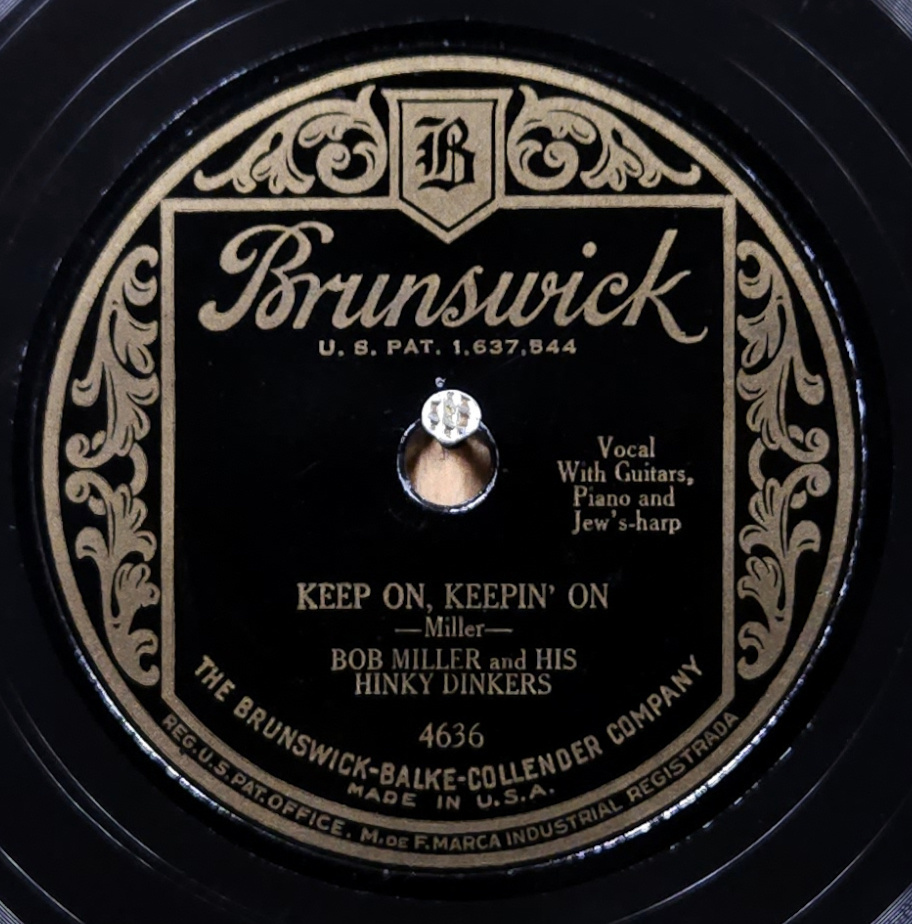 B
Brunswick
U. S. PAT. 1,637,544
Vocal
With Guitars,
Piano and
Jew's-harp
KEEP ON, KEEPIN' ON
—Miller—
BOB MILLER and HIS
HINKY DINKERS
4636
THE BRUNSWICK-BALKE-COLLENDER COMPANY
MADE IN U.S.A.
REG. U.S. PAT. OFFICE. M. DE F. MARCA INDUSTRIAL REGISTRADA